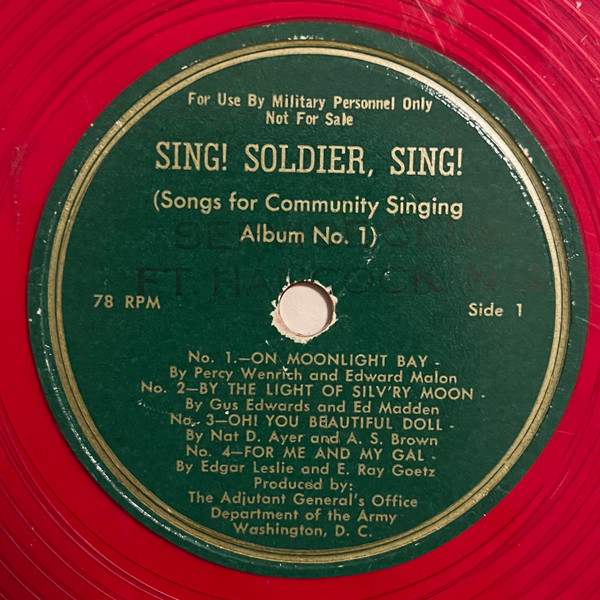 For Use By Military Personnel Only
Not For Sale
SING! SOLDIER, SING!
(Songs for Community Singing
Album No. 1)
FT. HANCOCK
78 RPM
Side 1
No. 1.—ON MOONLIGHT BAY -
By Percy Wenrich and Edward Malon
No. 2—BY THE LIGHT OF SILV'RY MOON -
By Gus Edwards and Ed Madden
No. 3—OH! YOU BEAUTIFUL DOLL -
By Nat D. Ayer and A. S. Brown
No. 4—FOR ME AND MY GAL -
By Edgar Leslie and E. Ray Goetz
Produced by:
The Adjutant General's Office
Department of the Army
Washington, D. C.